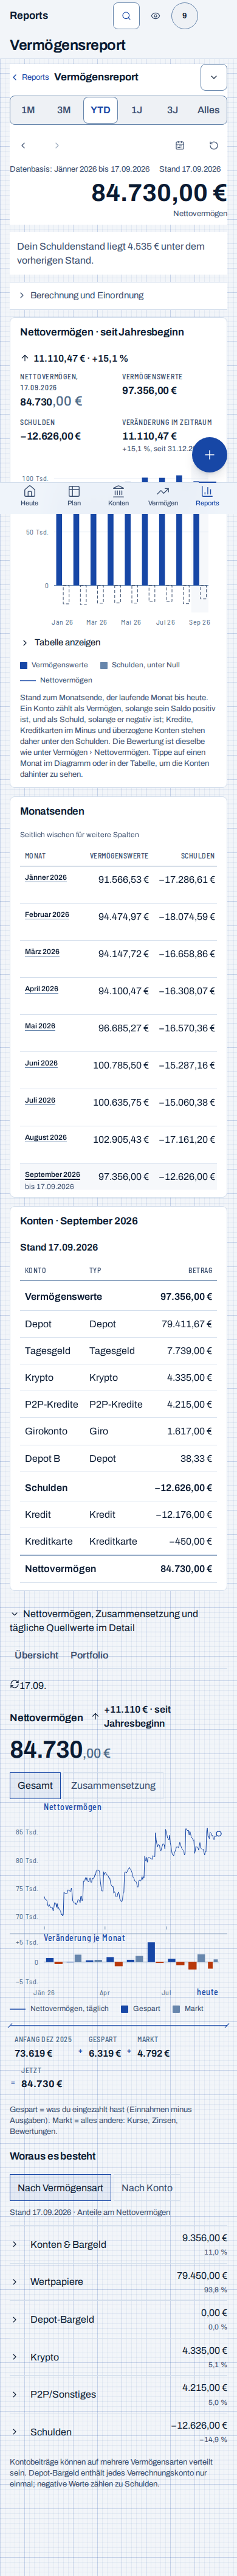 Reports
9
Vermögensreport
Reports Vermögensreport
1M 3M YTD 1J 3J Alles
Datenbasis: Jänner 2026 bis 17.09.2026 Stand 17.09.2026
84.730,00 €
Nettovermögen
Dein Schuldenstand liegt 4.535 € unter dem
vorherigen Stand.
Berechnung und Einordnung
Nettovermögen · seit Jahresbeginn
11.110,47 € · +15,1 %
NETTOVERMÖGEN,
17.09.2026
84.730,00 €
VERMÖGENSWERTE
97.356,00 €
SCHULDEN
−12.626,00 €
VERÄNDERUNG IM ZEITRAUM
11.110,47 €
+15,1 %, seit 31.12.2
100 Tsd.
Heute Plan Konten Vermögen Reports
50 Tsd.
0
Jän 26 Mär 26 Mai 26 Jul 26 Sep 26
Tabelle anzeigen
Vermögenswerte Schulden, unter Null
Nettovermögen
Stand zum Monatsende, der laufende Monat bis heute.
Ein Konto zählt als Vermögen, solange sein Saldo positiv
ist, und als Schuld, solange er negativ ist; Kredite,
Kreditkarten im Minus und überzogene Konten stehen
daher unter den Schulden. Die Bewertung ist dieselbe
wie unter Vermögen › Nettovermögen. Tippe auf einen
Monat im Diagramm oder in der Tabelle, um die Konten
dahinter zu sehen.
Monatsenden
Seitlich wischen für weitere Spalten
MONAT VERMÖGENSWERTE SCHULDEN
Jänner 2026 91.566,53 € −17.286,61 €
Februar 2026 94.474,97 € −18.074,59 €
März 2026 94.147,72 € −16.658,86 €
April 2026 94.100,47 € −16.308,07 €
Mai 2026 96.685,27 € −16.570,36 €
Juni 2026 100.785,50 € −15.287,16 €
Juli 2026 100.635,75 € −15.060,38 €
August 2026 102.905,43 € −17.161,20 €
September 2026 97.356,00 € −12.626,00 €
bis 17.09.2026
Konten · September 2026
Stand 17.09.2026
KONTO TYP BETRAG
Vermögenswerte 97.356,00 €
Depot Depot 79.411,67 €
Tagesgeld Tagesgeld 7.739,00 €
Krypto Krypto 4.335,00 €
P2P-Kredite P2P-Kredite 4.215,00 €
Girokonto Giro 1.617,00 €
Depot B Depot 38,33 €
Schulden −12.626,00 €
Kredit Kredit −12.176,00 €
Kreditkarte Kreditkarte −450,00 €
Nettovermögen 84.730,00 €
Nettovermögen, Zusammensetzung und
tägliche Quellwerte im Detail
Übersicht Portfolio
17.09.
Nettovermögen +11.110 € · seit
Jahresbeginn
84.730,00 €
Gesamt Zusammensetzung
Nettovermögen
85 Tsd.
80 Tsd.
75 Tsd.
70 Tsd.
Veränderung je Monat
+5 Tsd.
0
−5 Tsd.
Jän 26 Apr Jul heute
Nettovermögen, täglich Gespart Markt
ANFANG DEZ 2025 GESPART MARKT
73.619 € + 6.319 € + 4.792 €
JETZT
= 84.730 €
Gespart = was du eingezahlt hast (Einnahmen minus
Ausgaben). Markt = alles andere: Kurse, Zinsen,
Bewertungen.
Woraus es besteht
Nach Vermögensart Nach Konto
Stand 17.09.2026 · Anteile am Nettovermögen
Konten & Bargeld 9.356,00 €
11,0 %
Wertpapiere 79.450,00 €
93,8 %
Depot-Bargeld 0,00 €
0,0 %
Krypto 4.335,00 €
5,1 %
P2P/Sonstiges 4.215,00 €
5,0 %
Schulden −12.626,00 €
−14,9 %
Kontobeiträge können auf mehrere Vermögensarten verteilt
sein. Depot-Bargeld enthält jedes Verrechnungskonto nur
einmal; negative Werte zählen zu Schulden.